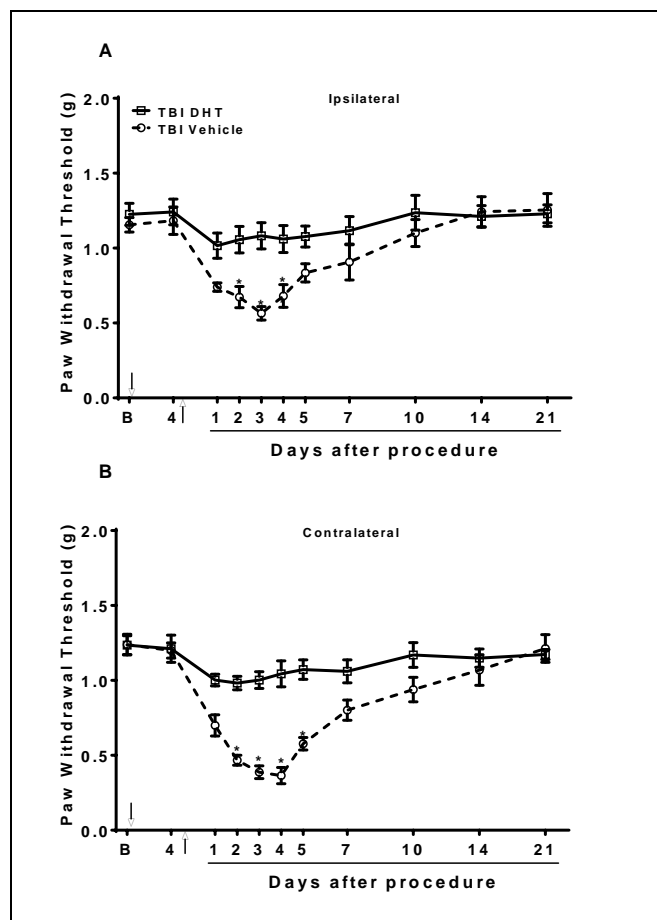 A
Ipsilateral
TBI DHT
TBI Vehicle
Paw Withdrawal Threshold (g)
2.0
1.5
1.0
0.5
0.0
* * *
B 4 1 2 3 4 5 7 10 14 21
Days after procedure
B
Contralateral
Paw Withdrawal Threshold (g)
2.0
1.5
1.0
0.5
0.0
* * * *
B 4 1 2 3 4 5 7 10 14 21
Days after procedure